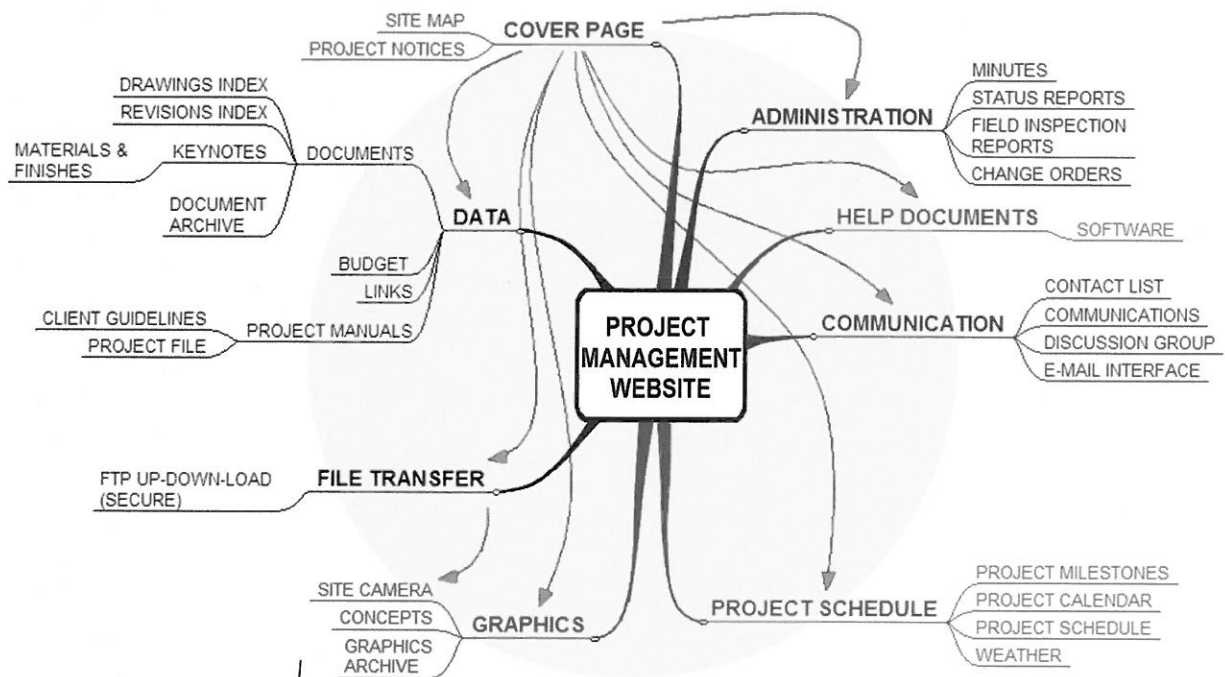 SITE MAP
PROJECT NOTICES
COVER PAGE
DRAWINGS INDEX
REVISIONS INDEX
MATERIALS &
FINISHES
KEYNOTES
DOCUMENTS
DOCUMENT
ARCHIVE
DATA
BUDGET
LINKS
CLIENT GUIDELINES
PROJECT FILE
PROJECT MANUALS
FTP UP-DOWN-LOAD
(SECURE)
FILE TRANSFER
SITE CAMERA
CONCEPTS
GRAPHICS
ARCHIVE
GRAPHICS
PROJECT
MANAGEMENT
WEBSITE
ADMINISTRATION
MINUTES
STATUS REPORTS
FIELD INSPECTION
REPORTS
CHANGE ORDERS
HELP DOCUMENTS
SOFTWARE
COMMUNICATION
CONTACT LIST
COMMUNICATIONS
DISCUSSION GROUP
E-MAIL INTERFACE
PROJECT SCHEDULE
PROJECT MILESTONES
PROJECT CALENDAR
PROJECT SCHEDULE
WEATHER